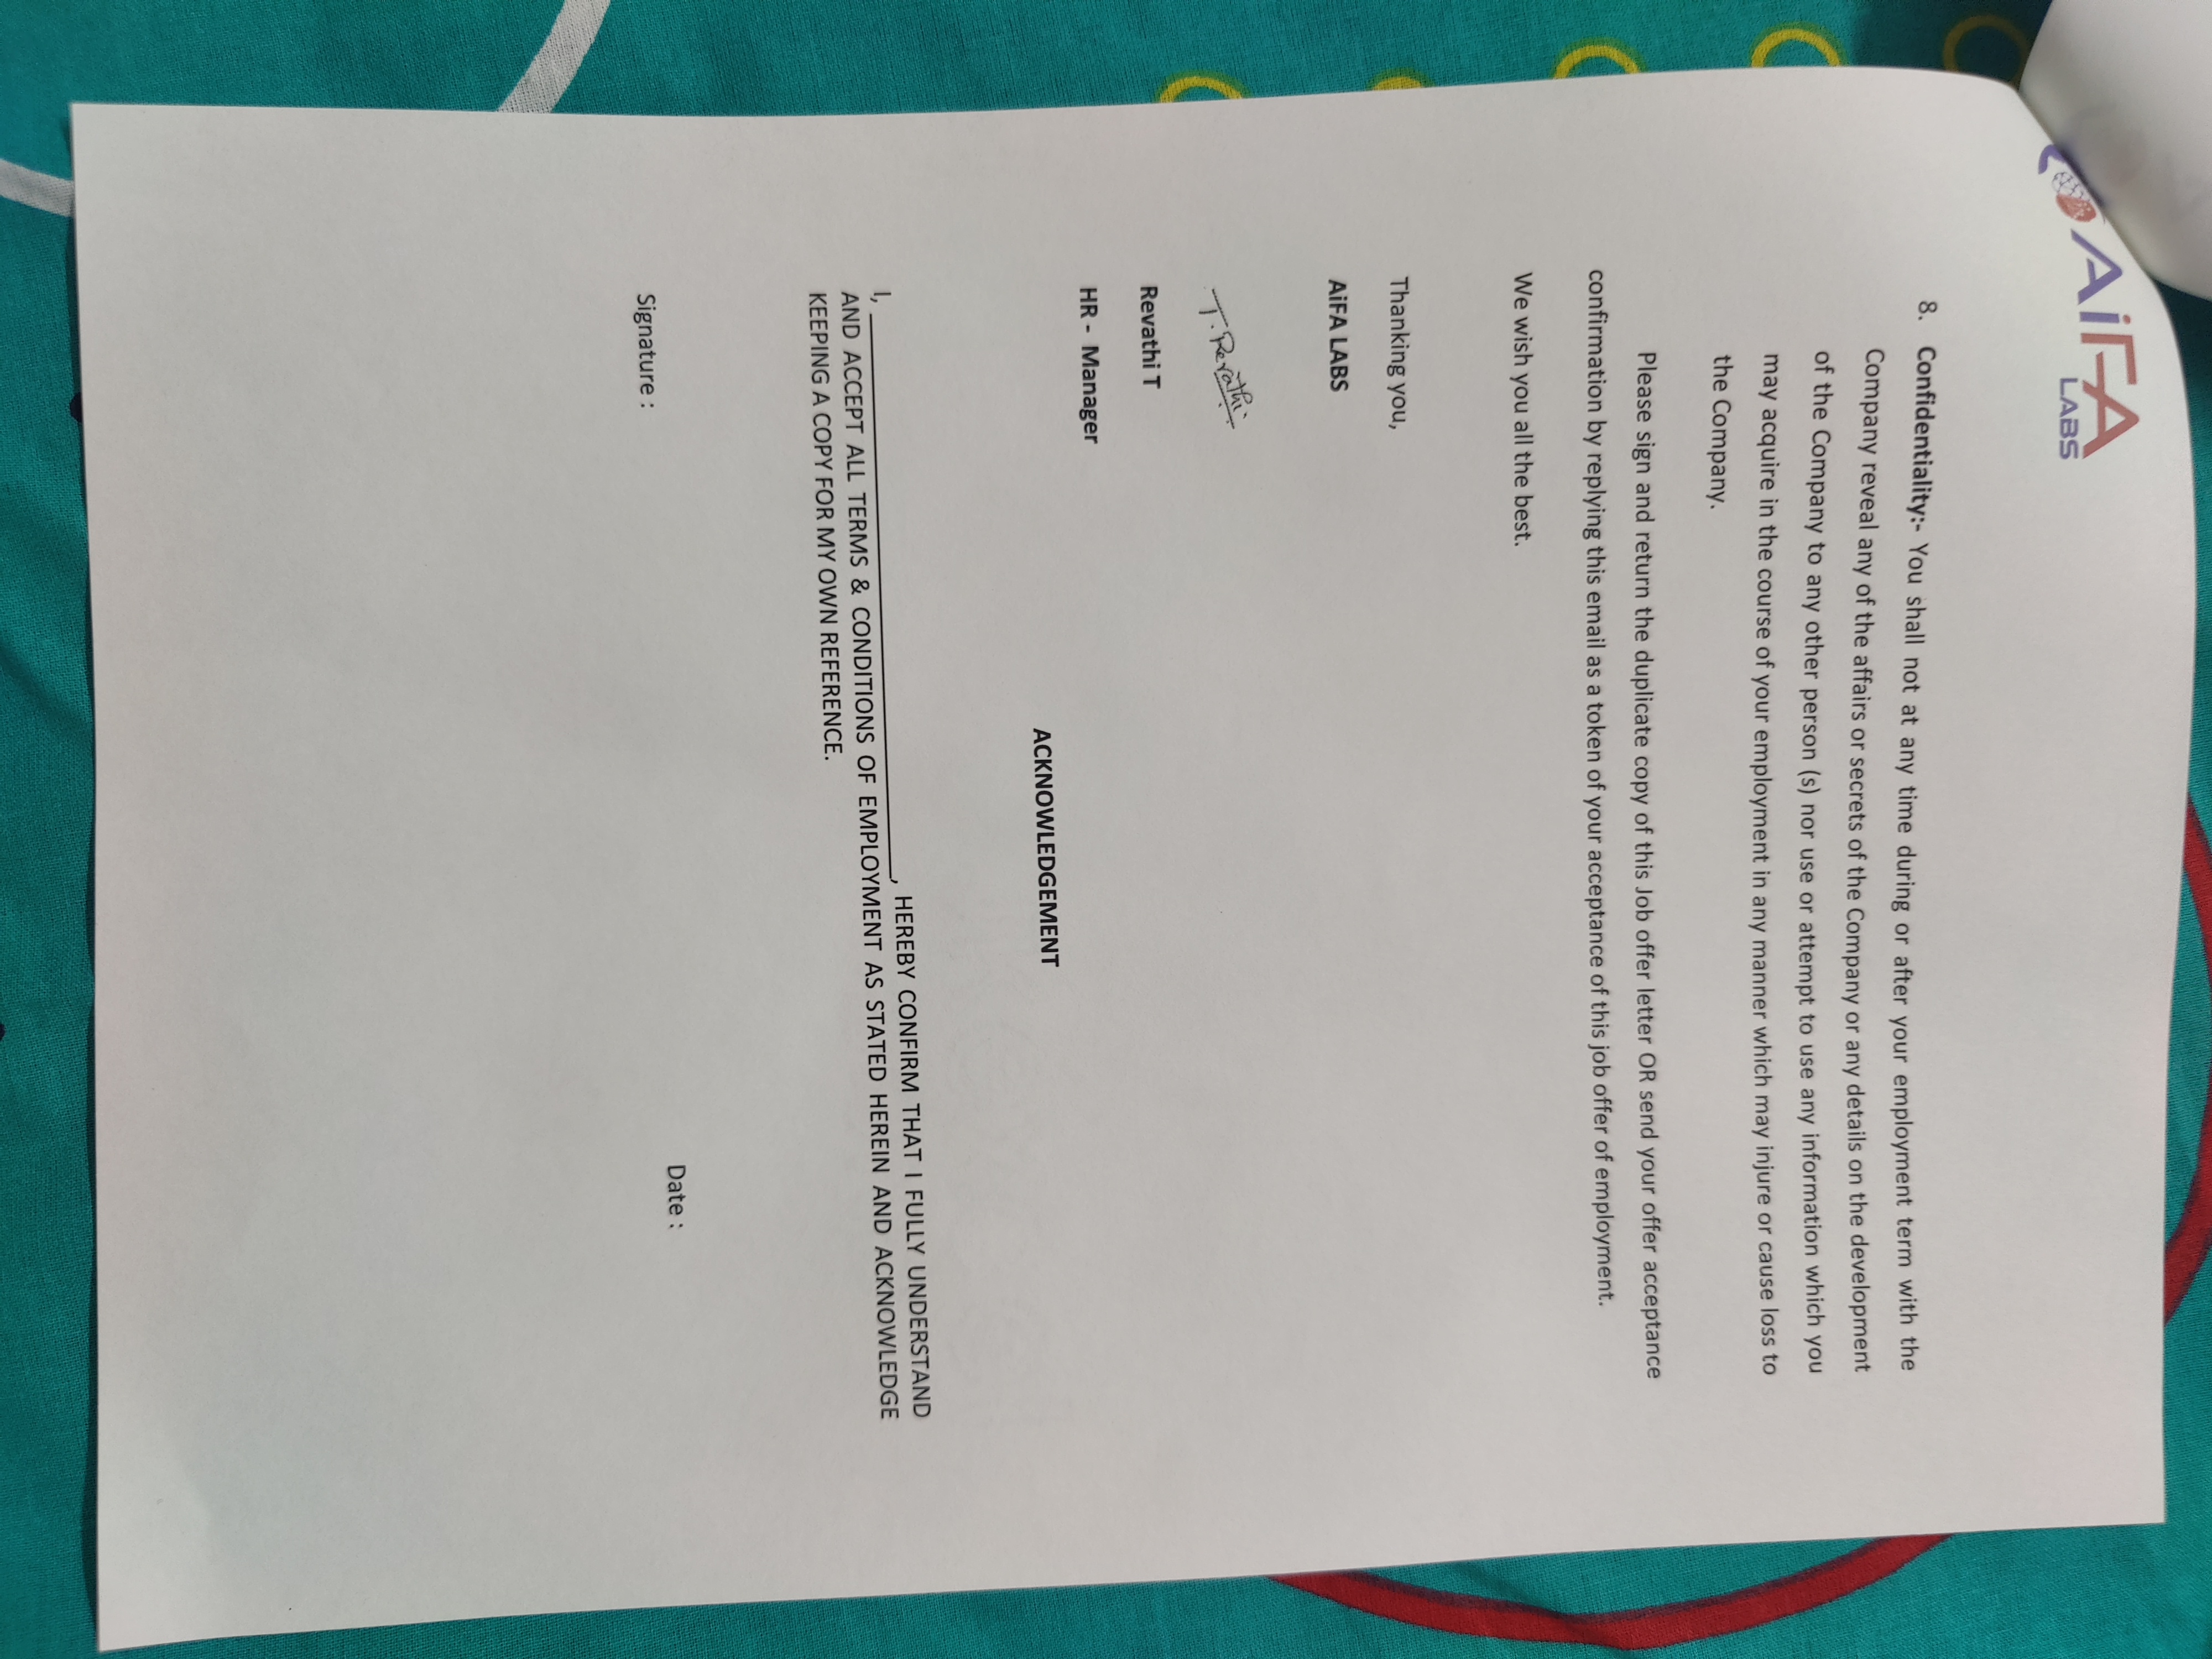 AiFA
LABS
8. Confidentiality:- You shall not at any time during or after your employment term with the
Company reveal any of the affairs or secrets of the Company or any details on the development
of the Company to any other person (s) nor use or attempt to use any information which you
may acquire in the course of your employment in any manner which may injure or cause loss to
the Company.
Please sign and return the duplicate copy of this Job offer letter OR send your offer acceptance
confirmation by replying this email as a token of your acceptance of this job offer of employment.
We wish you all the best.
Thanking you,
AiFA LABS
T. Revathi
Revathi T
HR - Manager
ACKNOWLEDGEMENT
I, ________________________________, HEREBY CONFIRM THAT I FULLY UNDERSTAND
AND ACCEPT ALL TERMS & CONDITIONS OF EMPLOYMENT AS STATED HEREIN AND ACKNOWLEDGE
KEEPING A COPY FOR MY OWN REFERENCE.
Date :
Signature :